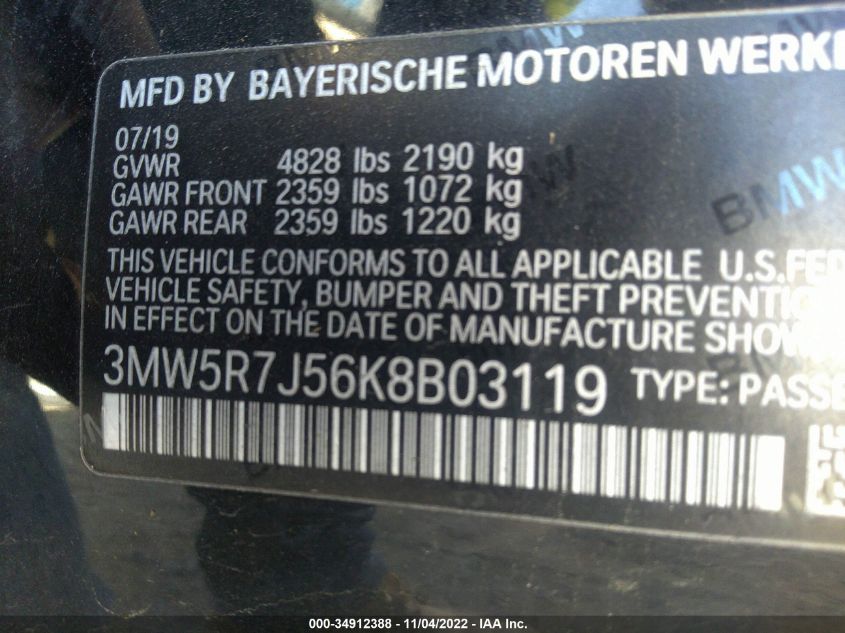 MFD BY BAYERISCHE MOTOREN WERKE
07/19
GVWR 4828 lbs 2190 kg
GAWR FRONT 2359 lbs 1072 kg
GAWR REAR 2359 lbs 1220 kg
THIS VEHICLE CONFORMS TO ALL APPLICABLE U.S.FED
VEHICLE SAFETY, BUMPER AND THEFT PREVENTIO
IN EFFECT ON THE DATE OF MANUFACTURE SHOW
3MW5R7J56K8B03119 TYPE: PASSE
BMW
000-34912388 - 11/04/2022 - IAA Inc.